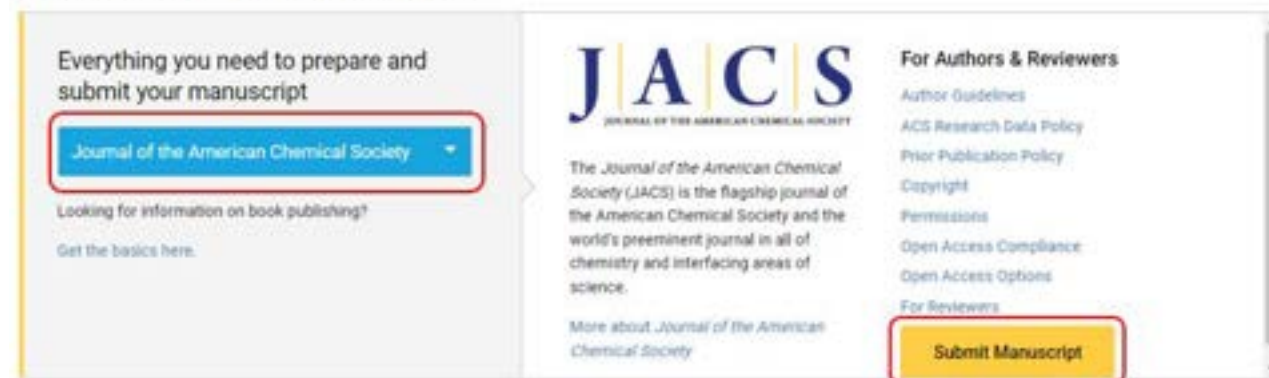 Everything you need to prepare and
submit your manuscript
Journal of the American Chemical Society
Looking for information on book publishing?
Get the basics here.
JACS
JOURNAL OF THE AMERICAN CHEMICAL SOCIETY
The Journal of the American Chemical
Society (JACS) is the flagship journal of
the American Chemical Society and the
world's preeminent journal in all of
chemistry and interfacing areas of
science.
More about Journal of the American
Chemical Society
For Authors & Reviewers
Author Guidelines
ACS Research Data Policy
Prior Publication Policy
Copyright
Permissions
Open Access Compliance
Open Access Options
For Reviewers
Submit Manuscript